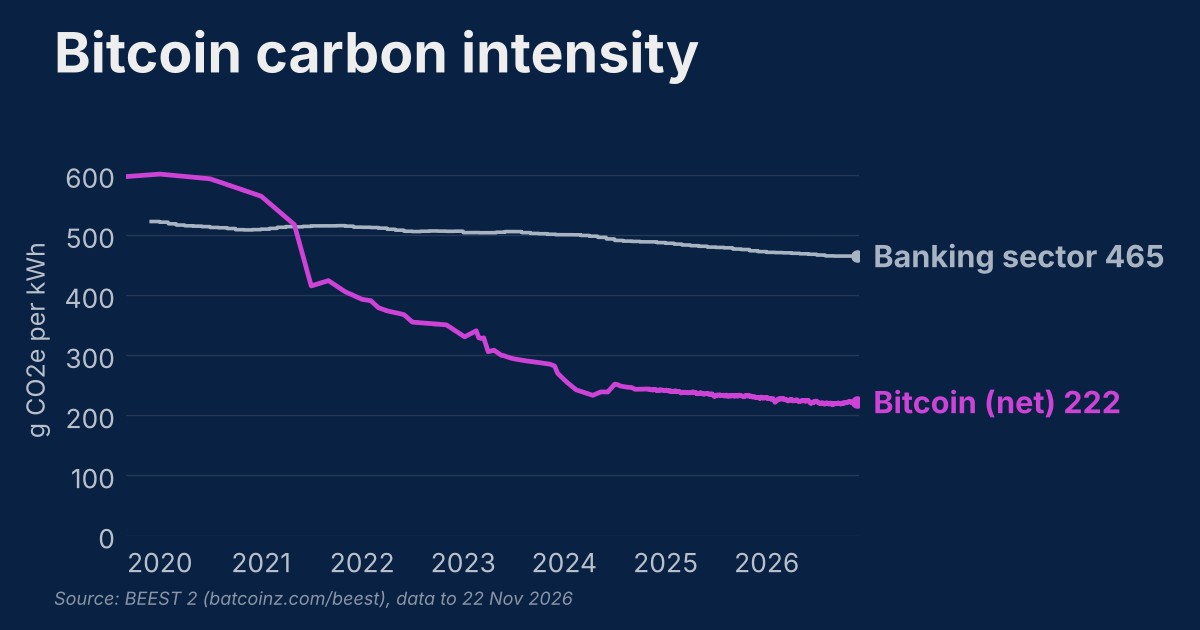 Bitcoin carbon intensity
g CO2e per kWh
600
500
400
300
200
100
0
Banking sector 465
Bitcoin (net) 222
2020 2021 2022 2023 2024 2025 2026
Source: BEEST 2 (batcoinz.com/beest), data to 22 Nov 2026